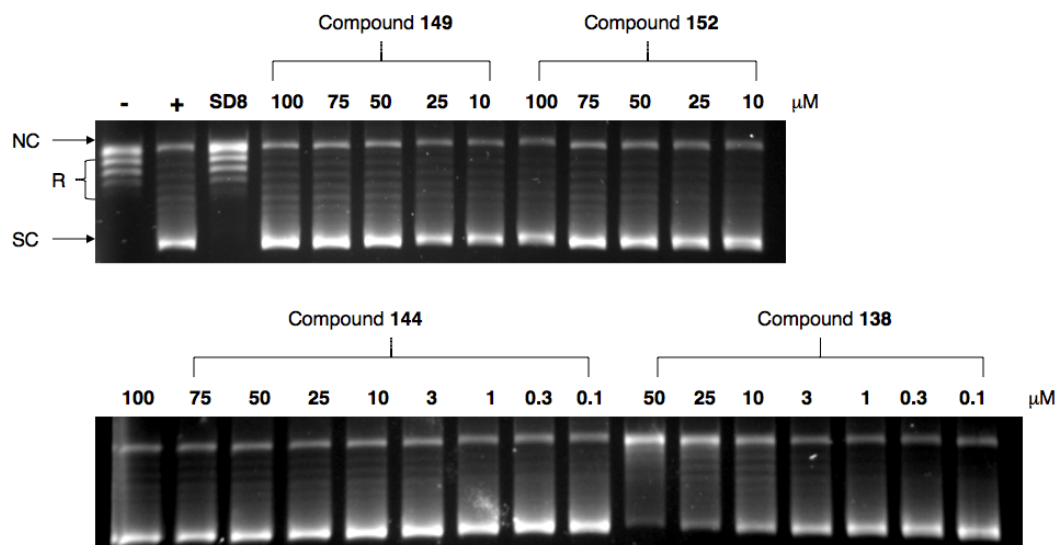 Compound 149 Compound 152
- + SD8 100 75 50 25 10 100 75 50 25 10 μM
NC
R
SC
Compound 144 Compound 138
100 75 50 25 10 3 1 0.3 0.1 50 25 10 3 1 0.3 0.1 μM